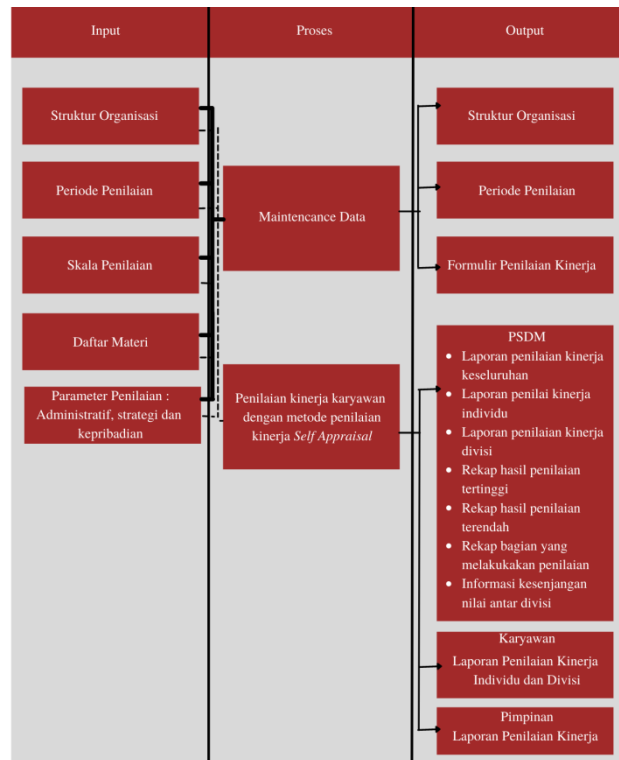 Input
Proses
Output
Struktur Organisasi
Periode Penilaian
Skala Penilaian
Daftar Materi
Parameter Penilaian :
Administratif, strategi dan
kepribadian
Maintencance Data
Penilaian kinerja karyawan
dengan metode penilaian
kinerja Self Appraisal
Struktur Organisasi
Periode Penilaian
Formulir Penilaian Kinerja
PSDM
• Laporan penilaian kinerja
keseluruhan
• Laporan penilai kinerja
individu
• Laporan penilaian kinerja
divisi
• Rekap hasil penilaian
tertinggi
• Rekap hasil penilaian
terendah
• Rekap bagian yang
melakukakan penilaian
• Informasi kesenjangan
nilai antar divisi
Karyawan
Laporan Penilaian Kinerja
Individu dan Divisi
Pimpinan
Laporan Penilaian Kinerja